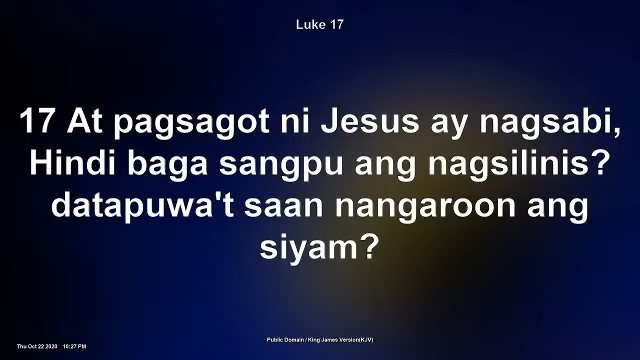 Luke 17
17 At pagsagot ni Jesus ay nagsabi,
Hindi baga sangpu ang nagsilinis?
datapuwa't saan nangaroon ang
siyam?
Public Domain / King James Version(KJV)
Thu Oct 22 2020 10:27 PM